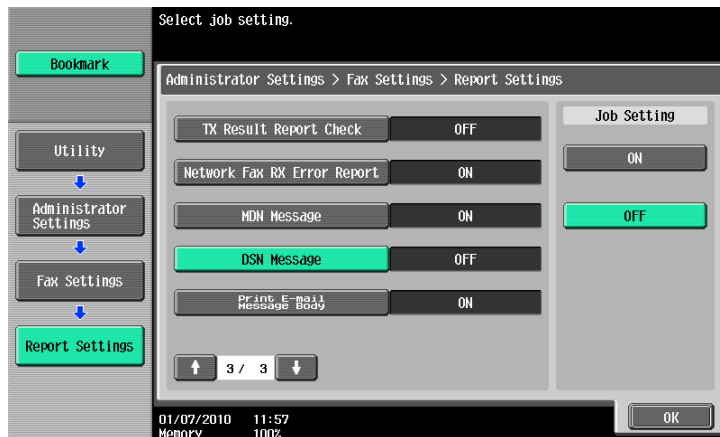 Select job setting.
Bookmark
Administrator Settings > Fax Settings > Report Settings
Utility
Administrator
Settings
Fax Settings
Report Settings
TX Result Report Check OFF
Network Fax RX Error Report ON
MDN Message ON
DSN Message OFF
Print E-mail
Message Body ON
3/ 3
Job Setting
ON
OFF
01/07/2010 11:57
Memory 100%
OK